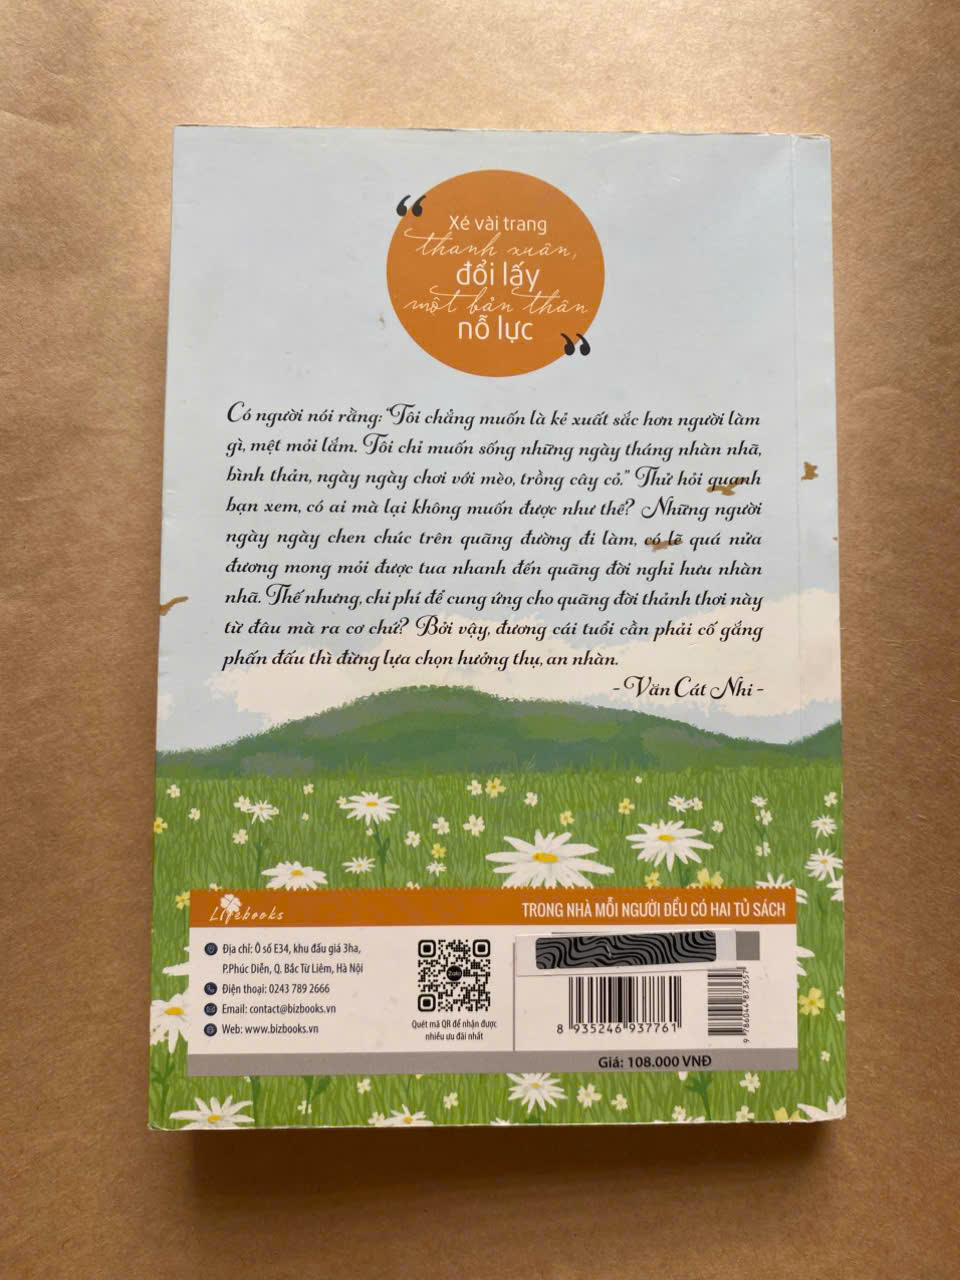 “
Xé vài trang
thanh xuân,
đổi lấy
một bản thân
nỗ lực
”
Có người nói rằng: “Tôi chẳng muốn là kẻ xuất sắc hơn người làm
gì, mệt mỏi lắm. Tôi chỉ muốn sống những ngày tháng nhàn nhã,
bình thản, ngày ngày chơi với mèo, trồng cây cỏ.” Thử hỏi quanh
bạn xem, có ai mà lại không muốn được như thế? Những người
ngày ngày chen chúc trên quãng đường đi làm, có lẽ quá nửa
đương mong mỏi được tua nhanh đến quãng đời nghỉ hưu nhàn
nhã. Thế nhưng, chi phí để cung ứng cho quãng đời thảnh thơi này
từ đâu mà ra cơ chứ? Bởi vậy, đương cái tuổi cần phải cố gắng
phấn đấu thì đừng lựa chọn hưởng thụ, an nhàn.
- Văn Cát Nhi -
Lifebooks
TRONG NHÀ MỖI NGƯỜI ĐỀU CÓ HAI TỦ SÁCH
Địa chỉ: Ô số E34, khu đấu giá 3ha,
P.Phúc Diễn, Q. Bắc Từ Liêm, Hà Nội
Điện thoại: 0243 789 2666
Email: contact@bizbooks.vn
Web: www.bizbooks.vn
Zalo
Quét mã QR để nhận được
nhiều ưu đãi nhất
8 935246 937761
9 786044 873657
Giá: 108.000 VNĐ